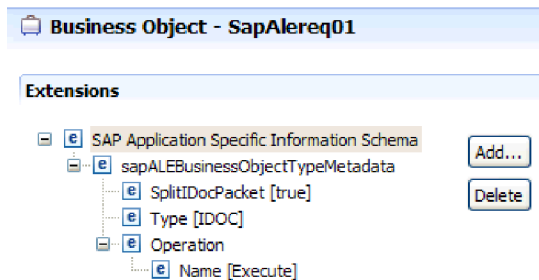 Business Object - SapAlereq01
Extensions
SAP Application Specific Information Schema
Add...
sapALEBusinessObjectTypeMetadata
SplitIDocPacket [true]
Delete
Type [IDOC]
Operation
Name [Execute]